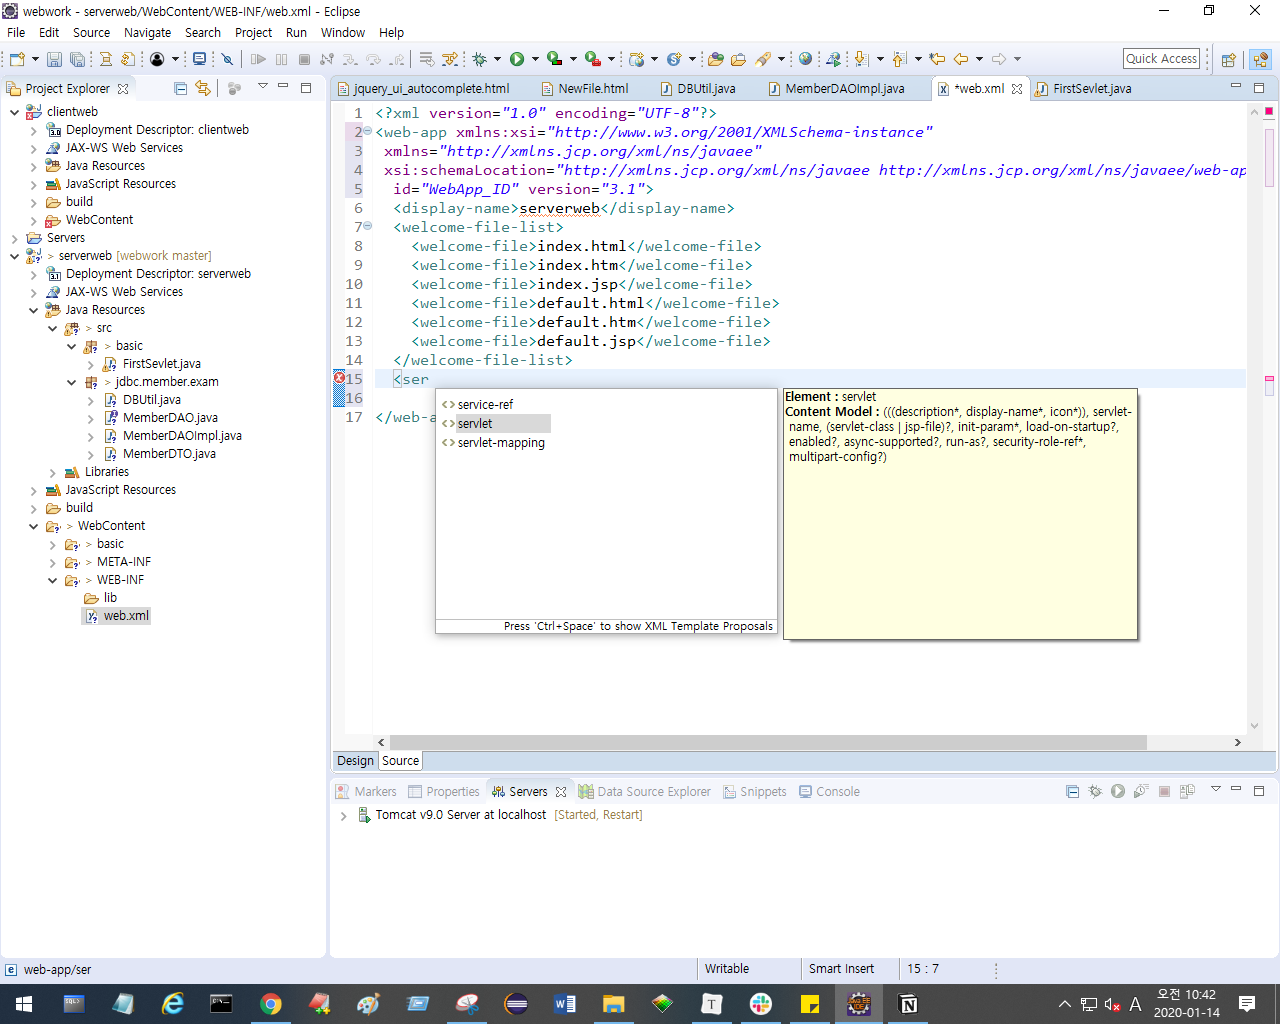 webwork - serverweb/WebContent/WEB-INF/web.xml - Eclipse
File Edit Source Navigate Search Project Run Window Help
Quick Access
Project Explorer
jquery_ui_autocomplete.html NewFile.html DBUtil.java MemberDAOImpl.java *web.xml FirstSevlet.java
clientweb
Deployment Descriptor: clientweb
JAX-WS Web Services
Java Resources
JavaScript Resources
build
WebContent
Servers
> serverweb [webwork master]
Deployment Descriptor: serverweb
JAX-WS Web Services
Java Resources
> src
> basic
FirstSevlet.java
> jdbc.member.exam
DBUtil.java
MemberDAO.java
MemberDAOImpl.java
MemberDTO.java
Libraries
JavaScript Resources
build
> WebContent
> basic
> META-INF
> WEB-INF
lib
web.xml
1 <?xml version="1.0" encoding="UTF-8"?>
2 <web-app xmlns:xsi="http://www.w3.org/2001/XMLSchema-instance"
3 xmlns="http://xmlns.jcp.org/xml/ns/javaee"
4 xsi:schemaLocation="http://xmlns.jcp.org/xml/ns/javaee http://xmlns.jcp.org/xml/ns/javaee/web-ap
5 id="WebApp_ID" version="3.1">
6 <display-name>serverweb</display-name>
7 <welcome-file-list>
8 <welcome-file>index.html</welcome-file>
9 <welcome-file>index.htm</welcome-file>
10 <welcome-file>index.jsp</welcome-file>
11 <welcome-file>default.html</welcome-file>
12 <welcome-file>default.htm</welcome-file>
13 <welcome-file>default.jsp</welcome-file>
14 </welcome-file-list>
15 <ser
16
17 </web-a
service-ref
servlet
servlet-mapping
Press 'Ctrl+Space' to show XML Template Proposals
Element : servlet
Content Model : (((description*, display-name*, icon*)), servlet-
name, (servlet-class | jsp-file)?, init-param*, load-on-startup?,
enabled?, async-supported?, run-as?, security-role-ref*,
multipart-config?)
Design Source
Markers Properties Servers Data Source Explorer Snippets Console
Tomcat v9.0 Server at localhost [Started, Restart]
web-app/ser
Writable
Smart Insert
15 : 7
A
오전 10:42
2020-01-14